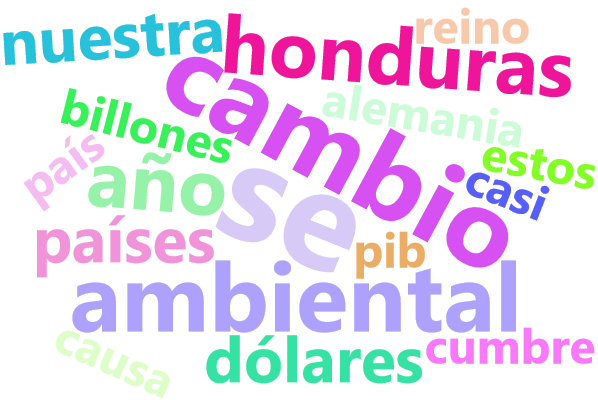 nuestra
honduras
reino
cambio
alemania
billones
estos
país
casi
año
se
países
pib
ambiental
causa
dólares
cumbre